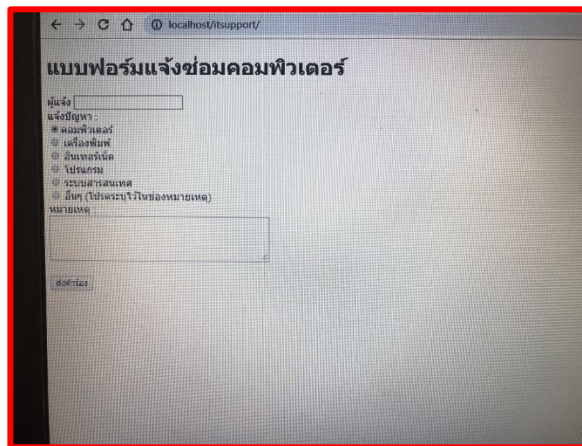 localhost/itsupport/
แบบฟอร์มแจ้งซ่อมคอมพิวเตอร์
ผู้แจ้ง
แจ้งปัญหา :
คอมพิวเตอร์
เครื่องพิมพ์
อินเทอร์เน็ต
โปรแกรม
ระบบสารสนเทศ
อื่นๆ (โปรดระบุไว้ในช่องหมายเหตุ)
หมายเหตุ :
ส่งคำร้อง